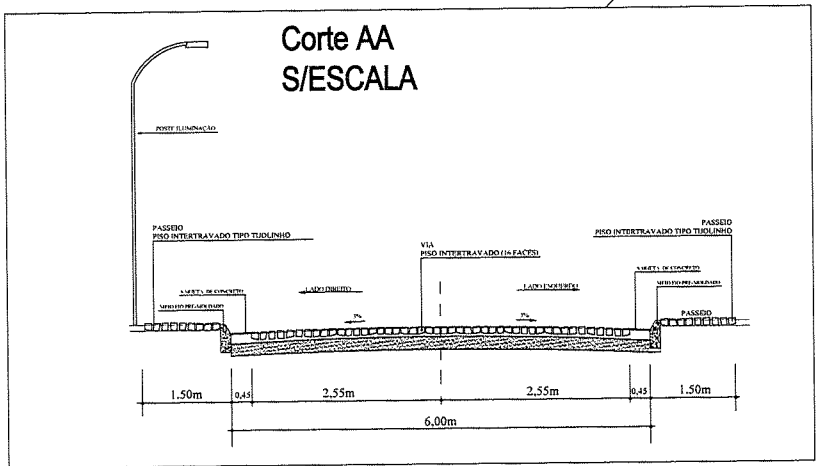 Corte AA
S/ESCALA
POSTE ILUMINAÇÃO
PASSEIO
PISO INTERTRAVADO TIPO TIJOLINHO
VIA
PISO INTERTRAVADO (16 FACES)
PASSEIO
PISO INTERTRAVADO TIPO TIJOLINHO
SARJETA DE CONCRETO
MEIO FIO PRE-MOLDADO
LADO DIREITO
LADO ESQUERDO
SARJETA DE CONCRETO
MEIO FIO PRE-MOLDADO
3%
3%
PASSEIO
1.50m
0,45
2,55m
2,55m
0,45
1.50m
6,00m